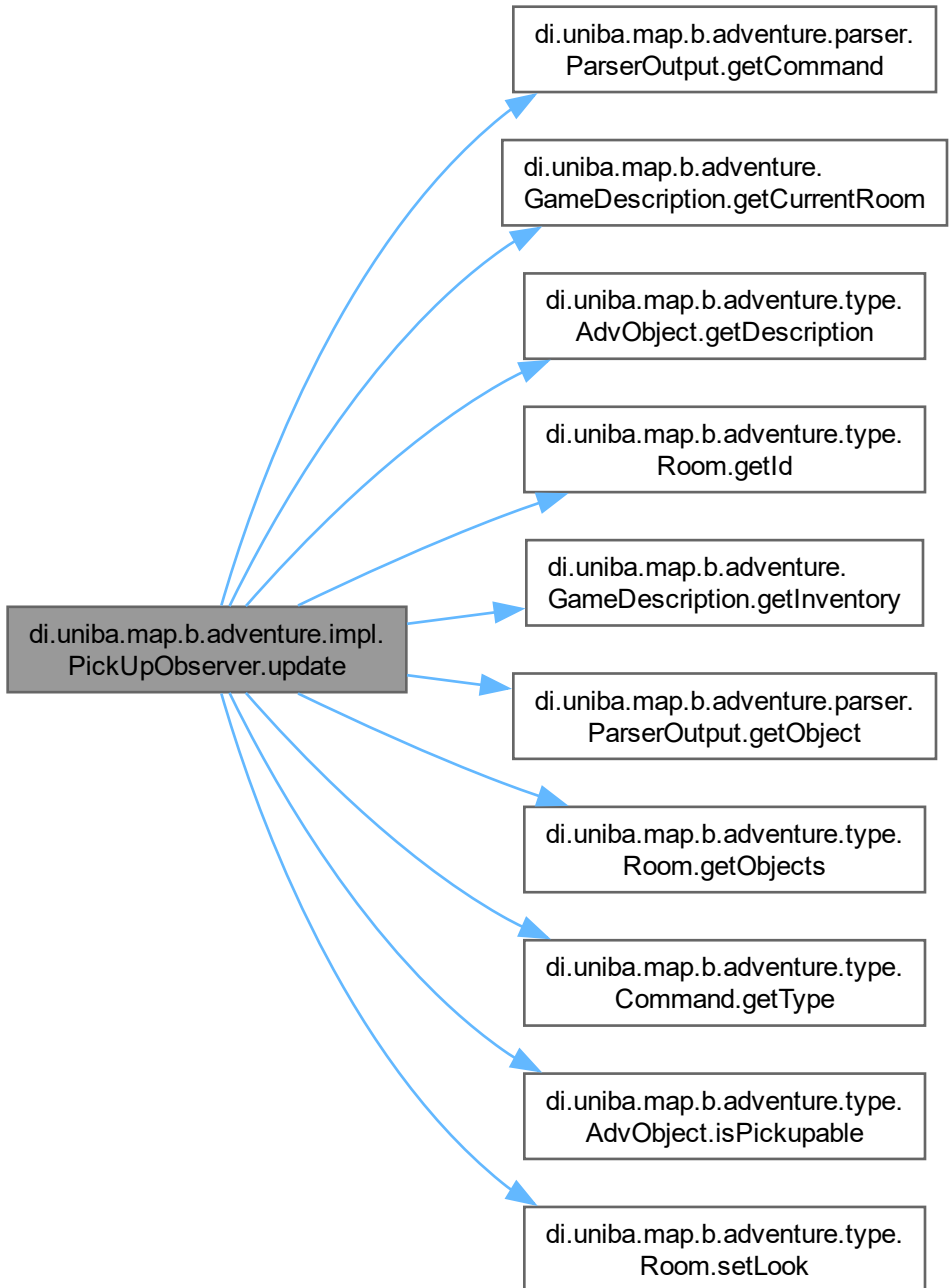 di.uniba.map.b.adventure.parser.
ParserOutput.getCommand
di.uniba.map.b.adventure.
GameDescription.getCurrentRoom
di.uniba.map.b.adventure.type.
AdvObject.getDescription
di.uniba.map.b.adventure.type.
Room.getId
di.uniba.map.b.adventure.
GameDescription.getInventory
di.uniba.map.b.adventure.impl.
PickUpObserver.update
di.uniba.map.b.adventure.parser.
ParserOutput.getObject
di.uniba.map.b.adventure.type.
Room.getObjects
di.uniba.map.b.adventure.type.
Command.getType
di.uniba.map.b.adventure.type.
AdvObject.isPickupable
di.uniba.map.b.adventure.type.
Room.setLook